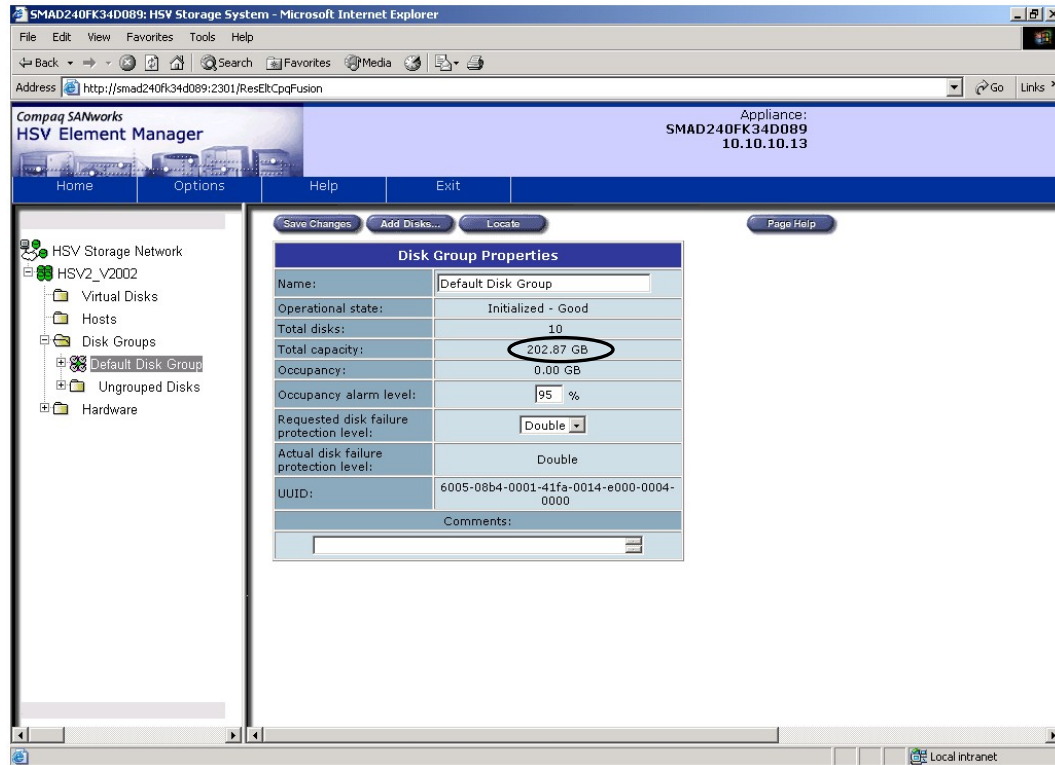 SMAD240FK34D089: HSV Storage System - Microsoft Internet Explorer
File Edit View Favorites Tools Help
Back Search Favorites Media
Address http://smad240fk34d089:2301/ResEltCpqFusion Go Links »
Compaq SANworks
HSV Element Manager
Appliance:
SMAD240FK34D089
10.10.10.13
Home Options Help Exit
HSV Storage Network
HSV2_V2002
Virtual Disks
Hosts
Disk Groups
Default Disk Group
Ungrouped Disks
Hardware
Save Changes Add Disks... Locate Page Help
Disk Group Properties
Name: Default Disk Group
Operational state: Initialized - Good
Total disks: 10
Total capacity: 202.87 GB
Occupancy: 0.00 GB
Occupancy alarm level: 95 %
Requested disk failure
protection level: Double
Actual disk failure
protection level: Double
UUID: 6005-08b4-0001-41fa-0014-e000-0004-
0000
Comments:
Local intranet